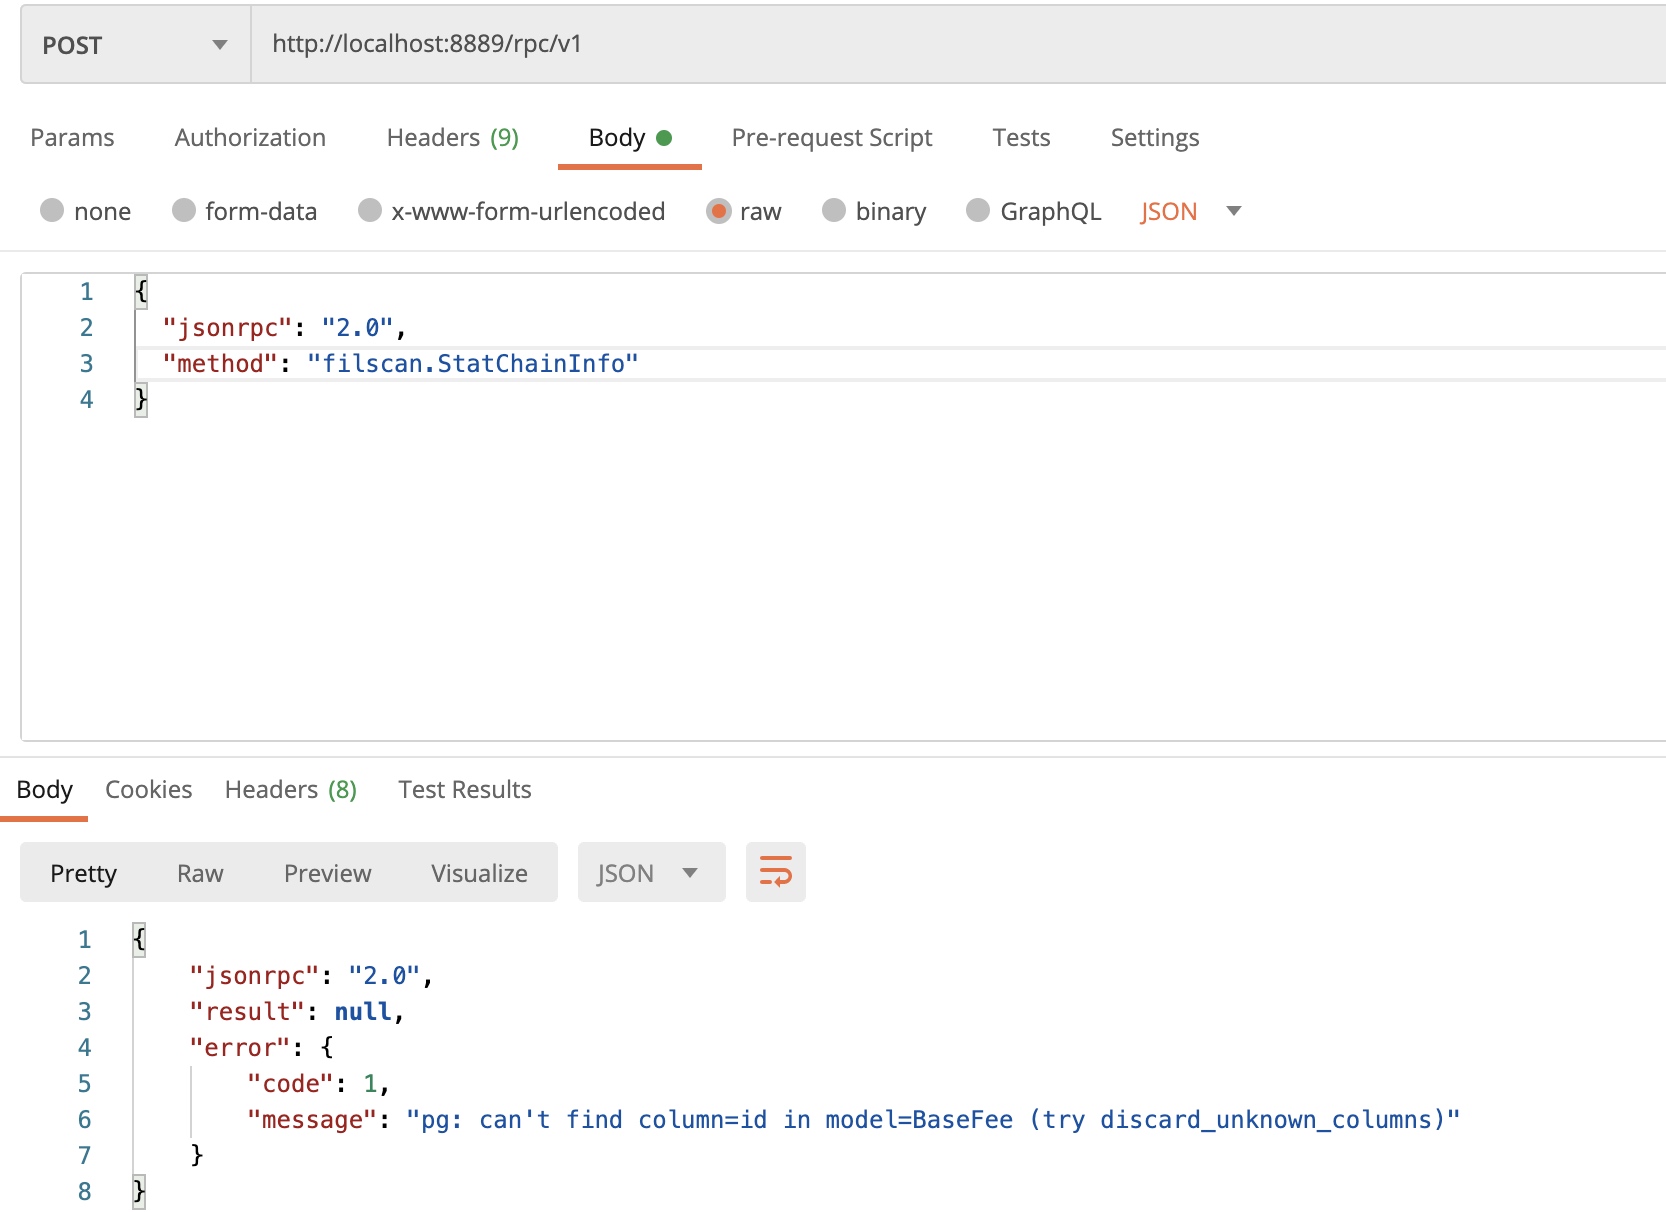 POST http://localhost:8889/rpc/v1
Params Authorization Headers (9) Body Pre-request Script Tests Settings
none form-data x-www-form-urlencoded raw binary GraphQL JSON
1 {
2 "jsonrpc": "2.0",
3 "method": "filscan.StatChainInfo"
4 }
Body Cookies Headers (8) Test Results
Pretty Raw Preview Visualize JSON
1 {
2 "jsonrpc": "2.0",
3 "result": null,
4 "error": {
5 "code": 1,
6 "message": "pg: can't find column=id in model=BaseFee (try discard_unknown_columns)"
7 }
8 }